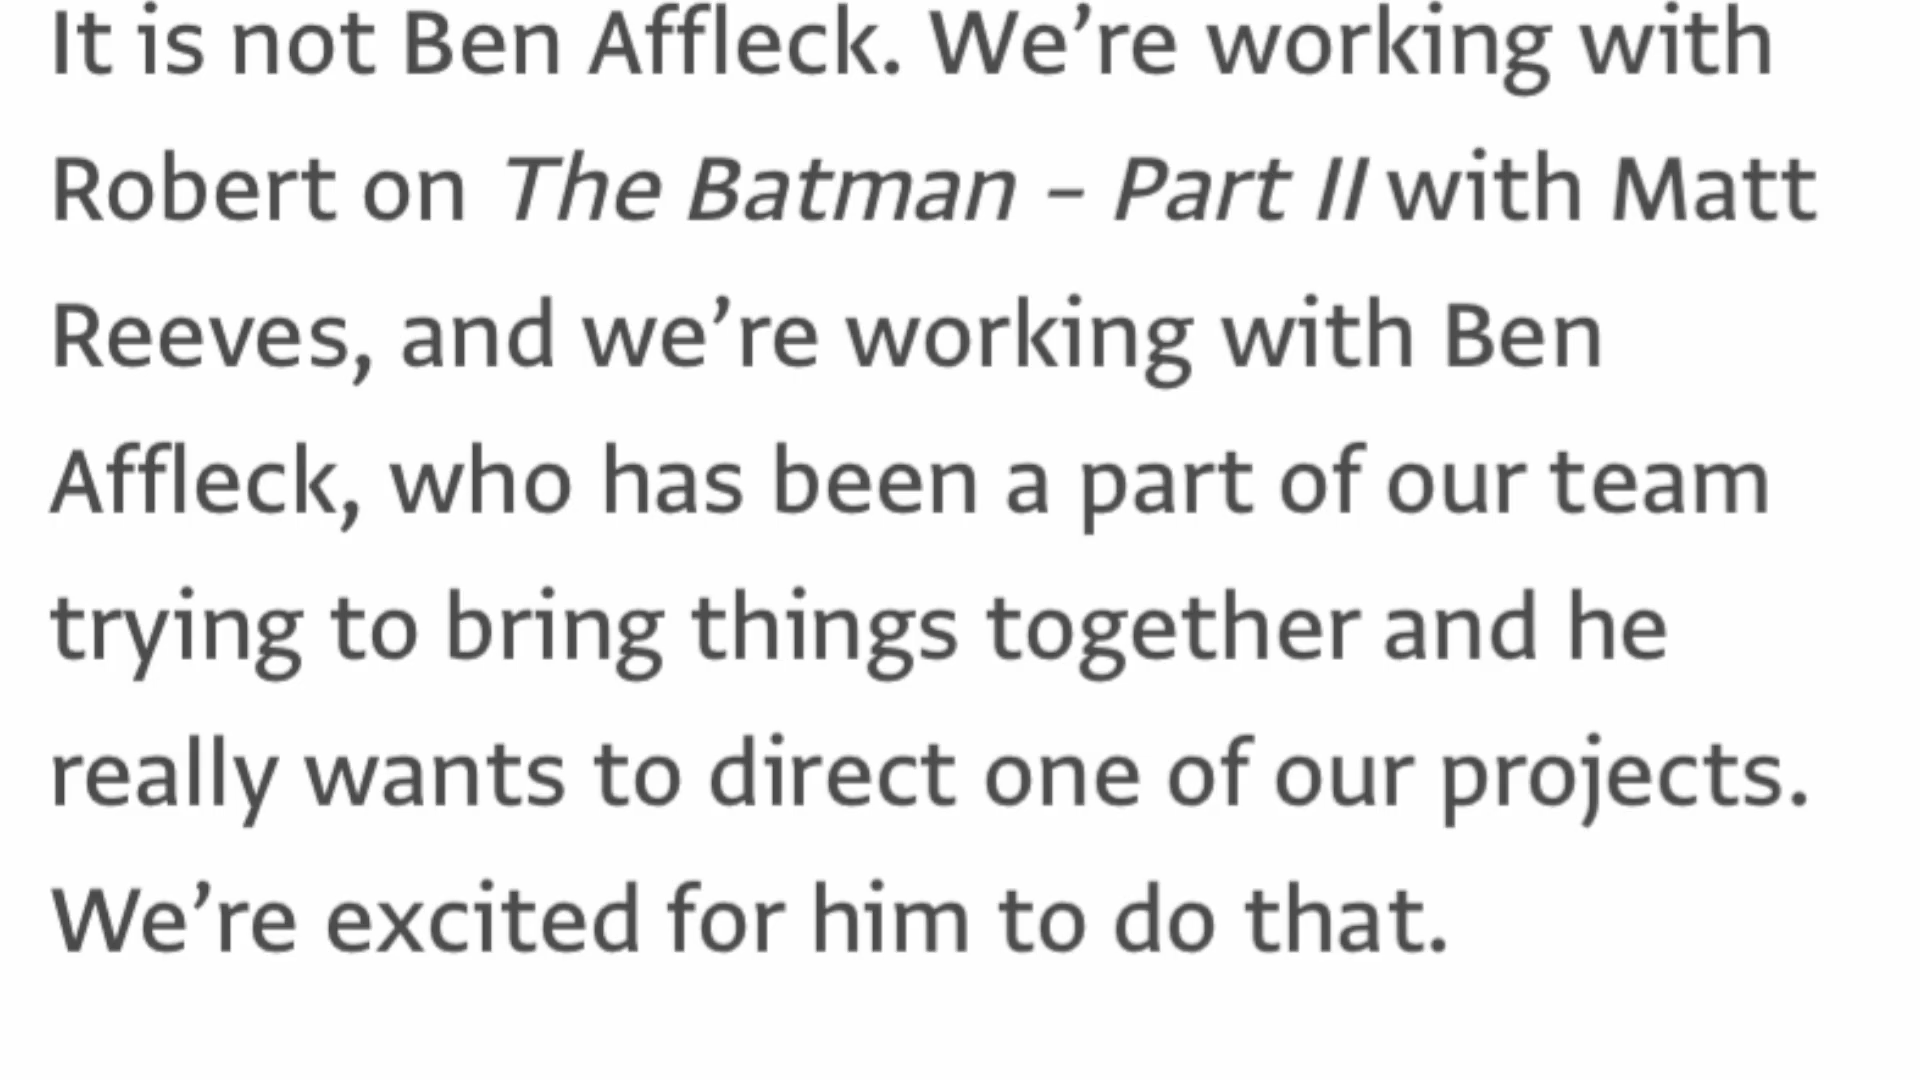 It is not Ben Affleck. We’re working with
Robert on The Batman – Part II with Matt
Reeves, and we’re working with Ben
Affleck, who has been a part of our team
trying to bring things together and he
really wants to direct one of our projects.
We’re excited for him to do that.